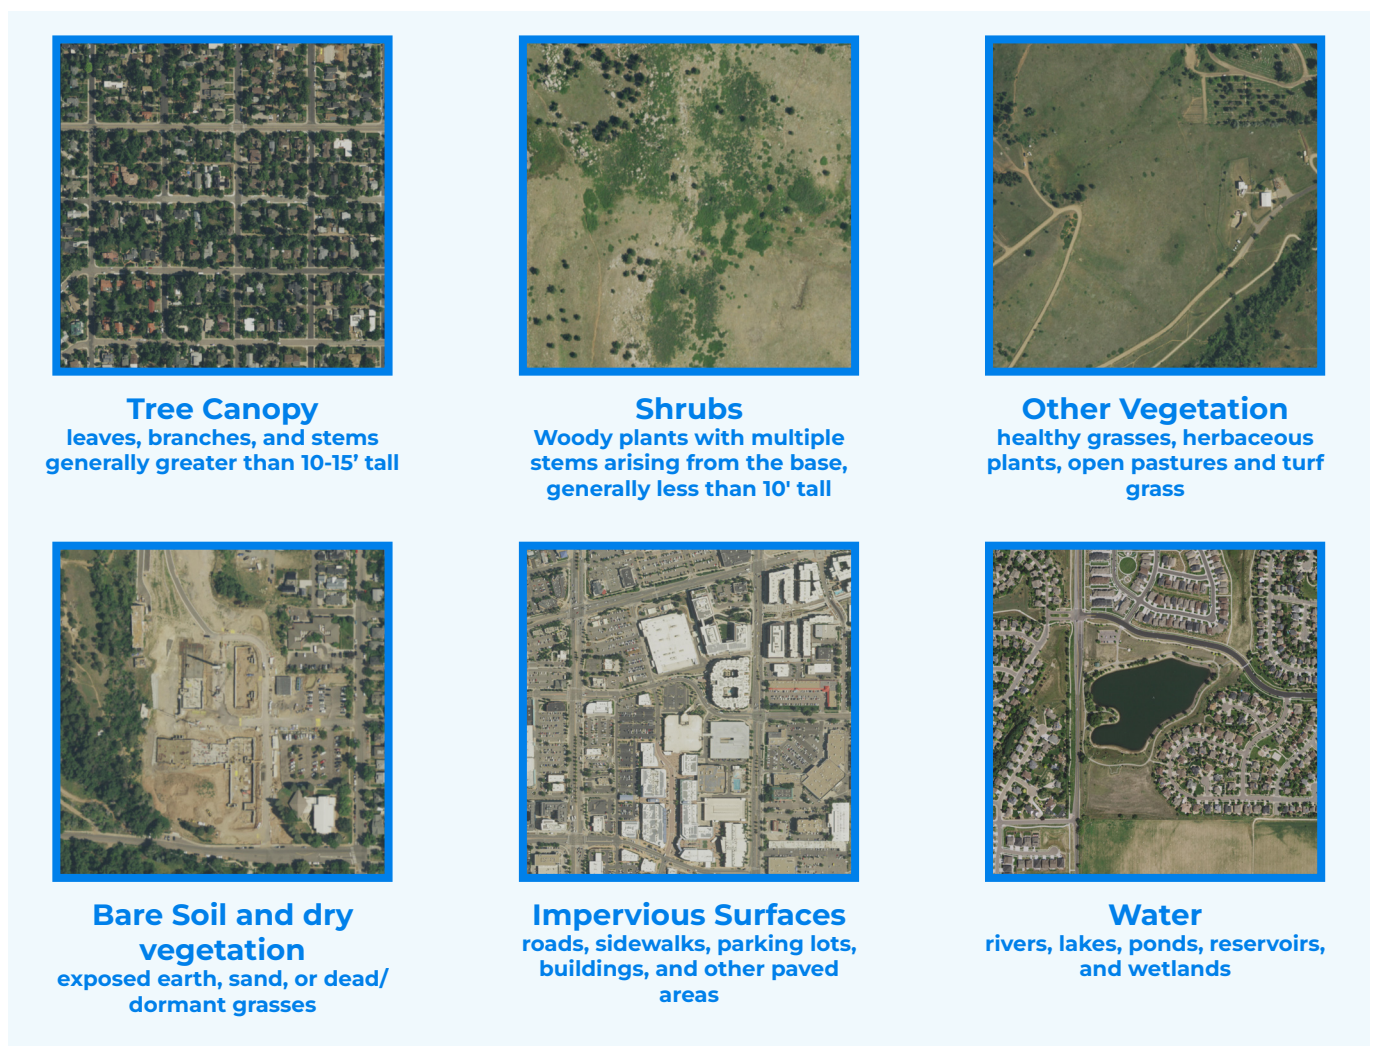 Tree Canopy
leaves, branches, and stems
generally greater than 10-15’ tall
Shrubs
Woody plants with multiple
stems arising from the base,
generally less than 10' tall
Other Vegetation
healthy grasses, herbaceous
plants, open pastures and turf
grass
Bare Soil and dry
vegetation
exposed earth, sand, or dead/
dormant grasses
Impervious Surfaces
roads, sidewalks, parking lots,
buildings, and other paved
areas
Water
rivers, lakes, ponds, reservoirs,
and wetlands